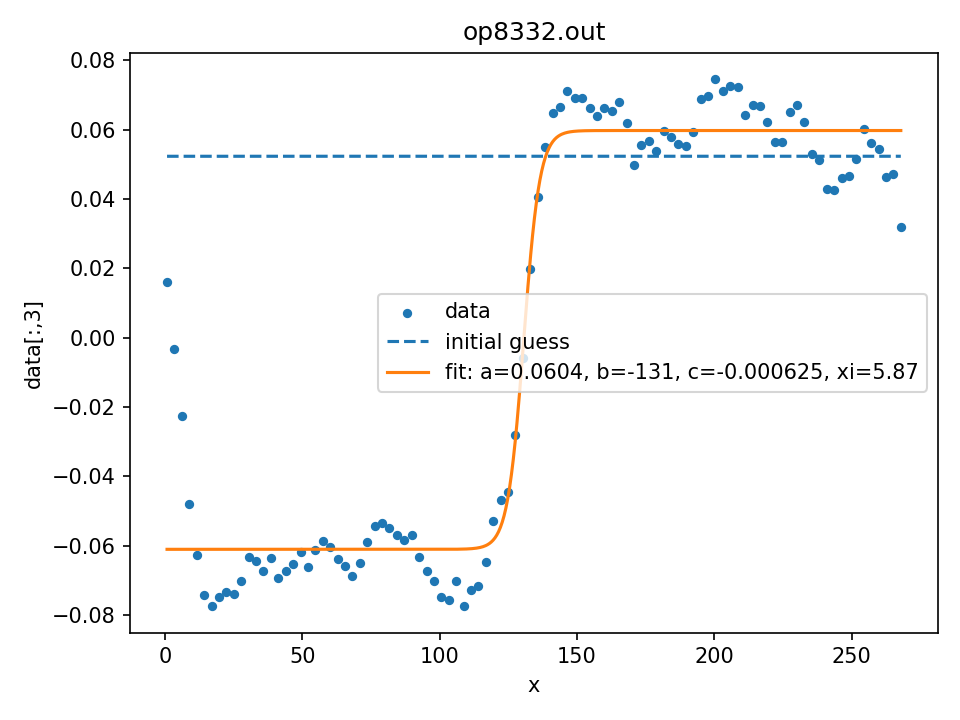 op8332.out
0.08
0.06
0.04
0.02
0.00
−0.02
−0.04
−0.06
−0.08
data[:,3]
data
initial guess
fit: a=0.0604, b=-131, c=-0.000625, xi=5.87
0 50 100 150 200 250
x